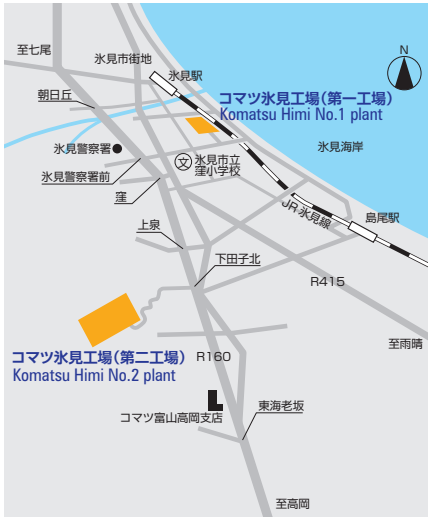 至七尾
氷見市街地
氷見駅
N
朝日丘
コマツ氷見工場(第一工場)
Komatsu Himi No.1 plant
氷見警察署
文
氷見市立
窪小学校
氷見海岸
氷見警察署前
窪
JR氷見線
島尾駅
上泉
下田子北
R415
至雨晴
コマツ氷見工場(第二工場)
R160
Komatsu Himi No.2 plant
コマツ富山高岡支店
東海老坂
至高岡